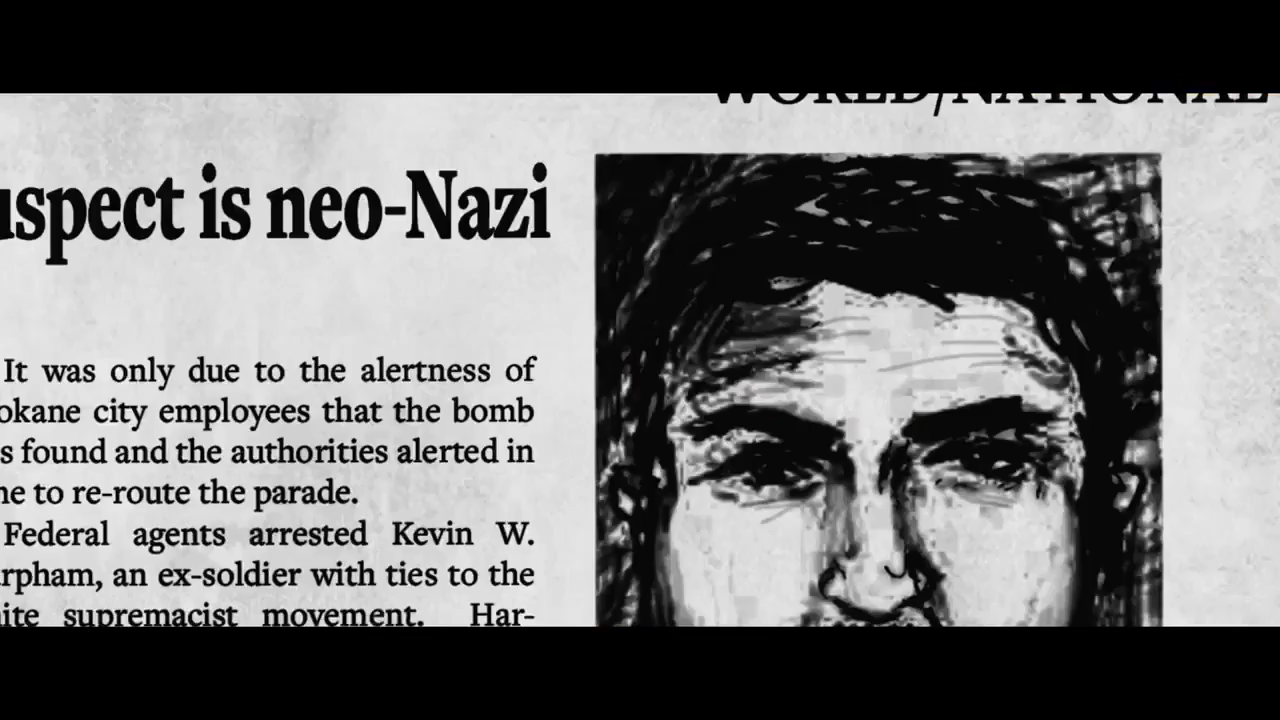 WORLD/NATIONAL
uspect is neo-Nazi
It was only due to the alertness of
okane city employees that the bomb
s found and the authorities alerted in
ne to re-route the parade.
Federal agents arrested Kevin W.
rpham, an ex-soldier with ties to the
ite supremacist movement. Har-